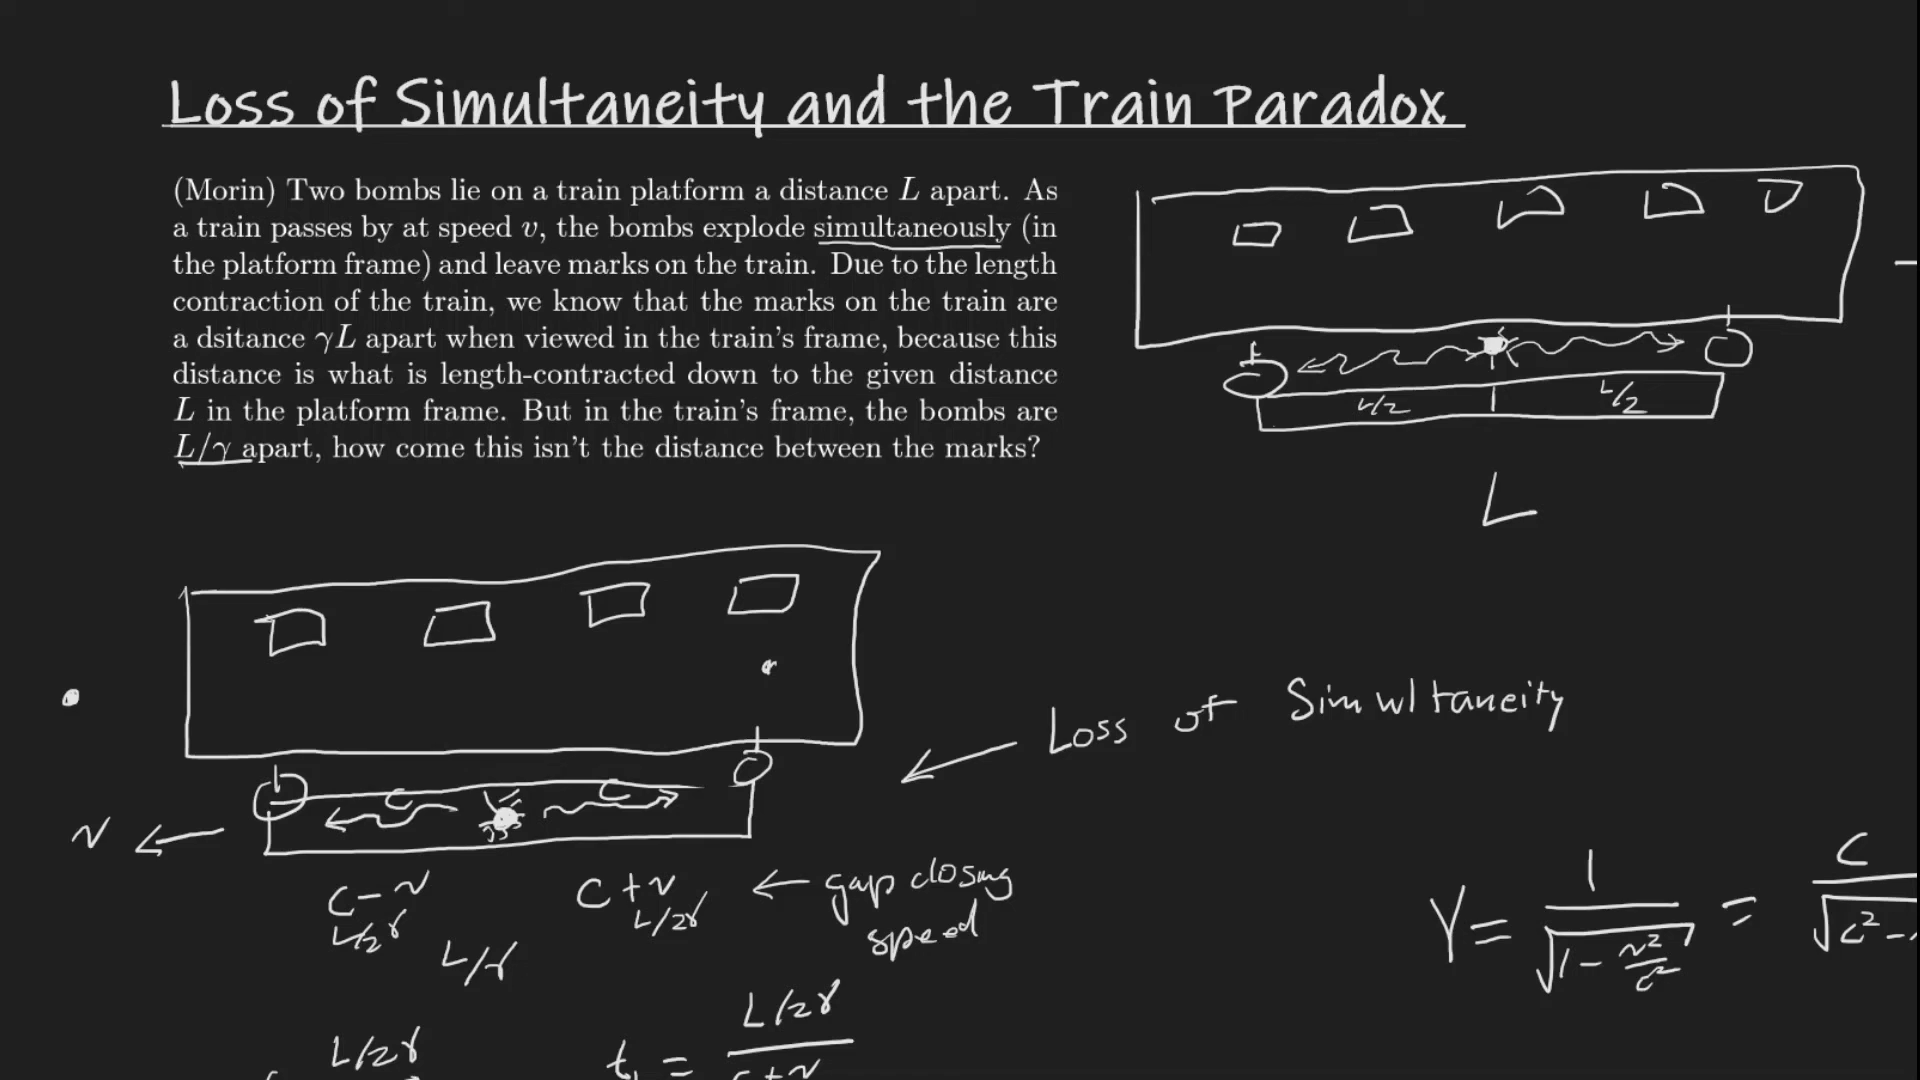 Loss of Simultaneity and the Train Paradox
(Morin) Two bombs lie on a train platform a distance L apart. As
a train passes by at speed v, the bombs explode simultaneously (in
the platform frame) and leave marks on the train. Due to the length
contraction of the train, we know that the marks on the train are
a dsitance γL apart when viewed in the train's frame, because this
distance is what is length-contracted down to the given distance
L in the platform frame. But in the train's frame, the bombs are
L/γ apart, how come this isn't the distance between the marks?
L/2 L/2
L
Loss of Simultaneity
c c
v
c-v c+v ← gap closing
speed
L/2γ L/2γ
L/γ
γ = 1/√(1 - v²/c²) = c/√(c² -
L/2γ
t₁ = L/2γ / c+v